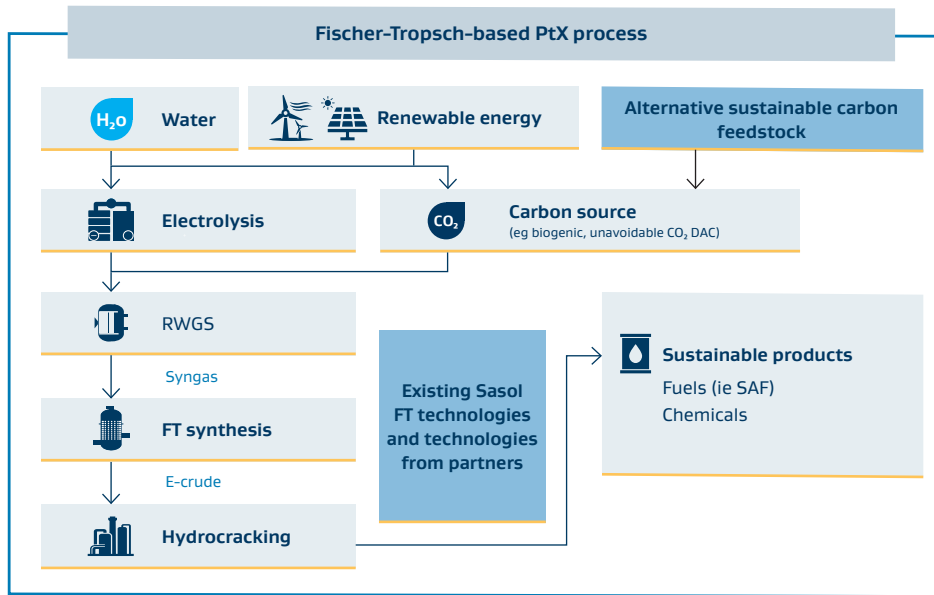 Fischer-Tropsch-based PtX process
H₂o
Water
Renewable energy
Alternative sustainable carbon
feedstock
Electrolysis
CO₂
Carbon source
(eg biogenic, unavoidable CO₂ DAC)
RWGS
Syngas
FT synthesis
E-crude
Hydrocracking
Existing Sasol
FT technologies
and technologies
from partners
Sustainable products
Fuels (ie SAF)
Chemicals